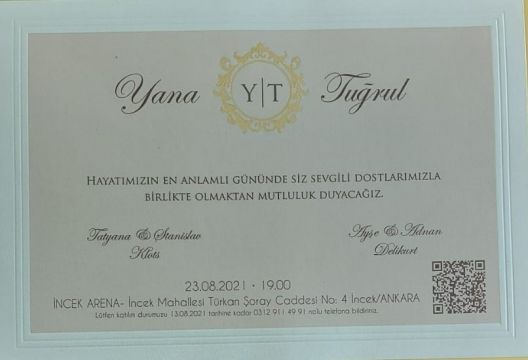 Yana Y|T Tuğrul
HAYATIMIZIN EN ANLAMLI GÜNÜNDE SİZ SEVGİLİ DOSTLARIMIZLA
BİRLİKTE OLMAKTAN MUTLULUK DUYACAĞIZ.
Tatyana & Stanislav
Klots
Ayşe & Adnan
Delikurt
23.08.2021 • 19.00
İNCEK ARENA- İncek Mahallesi Türkan Şoray Caddesi No: 4 İncek/ANKARA
Lütfen katılım durumuzu 13.08.2021 tarihine kadar 0312 911 49 91 nolu telefona bildiriniz.